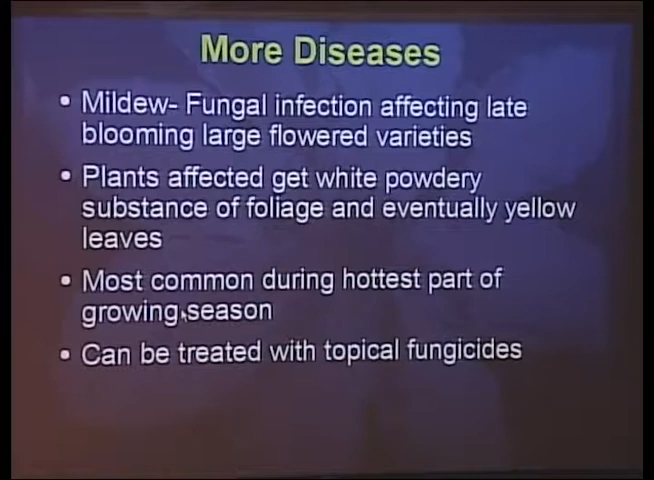 More Diseases
• Mildew- Fungal infection affecting late
blooming large flowered varieties
• Plants affected get white powdery
substance of foliage and eventually yellow
leaves
• Most common during hottest part of
growing season
• Can be treated with topical fungicides